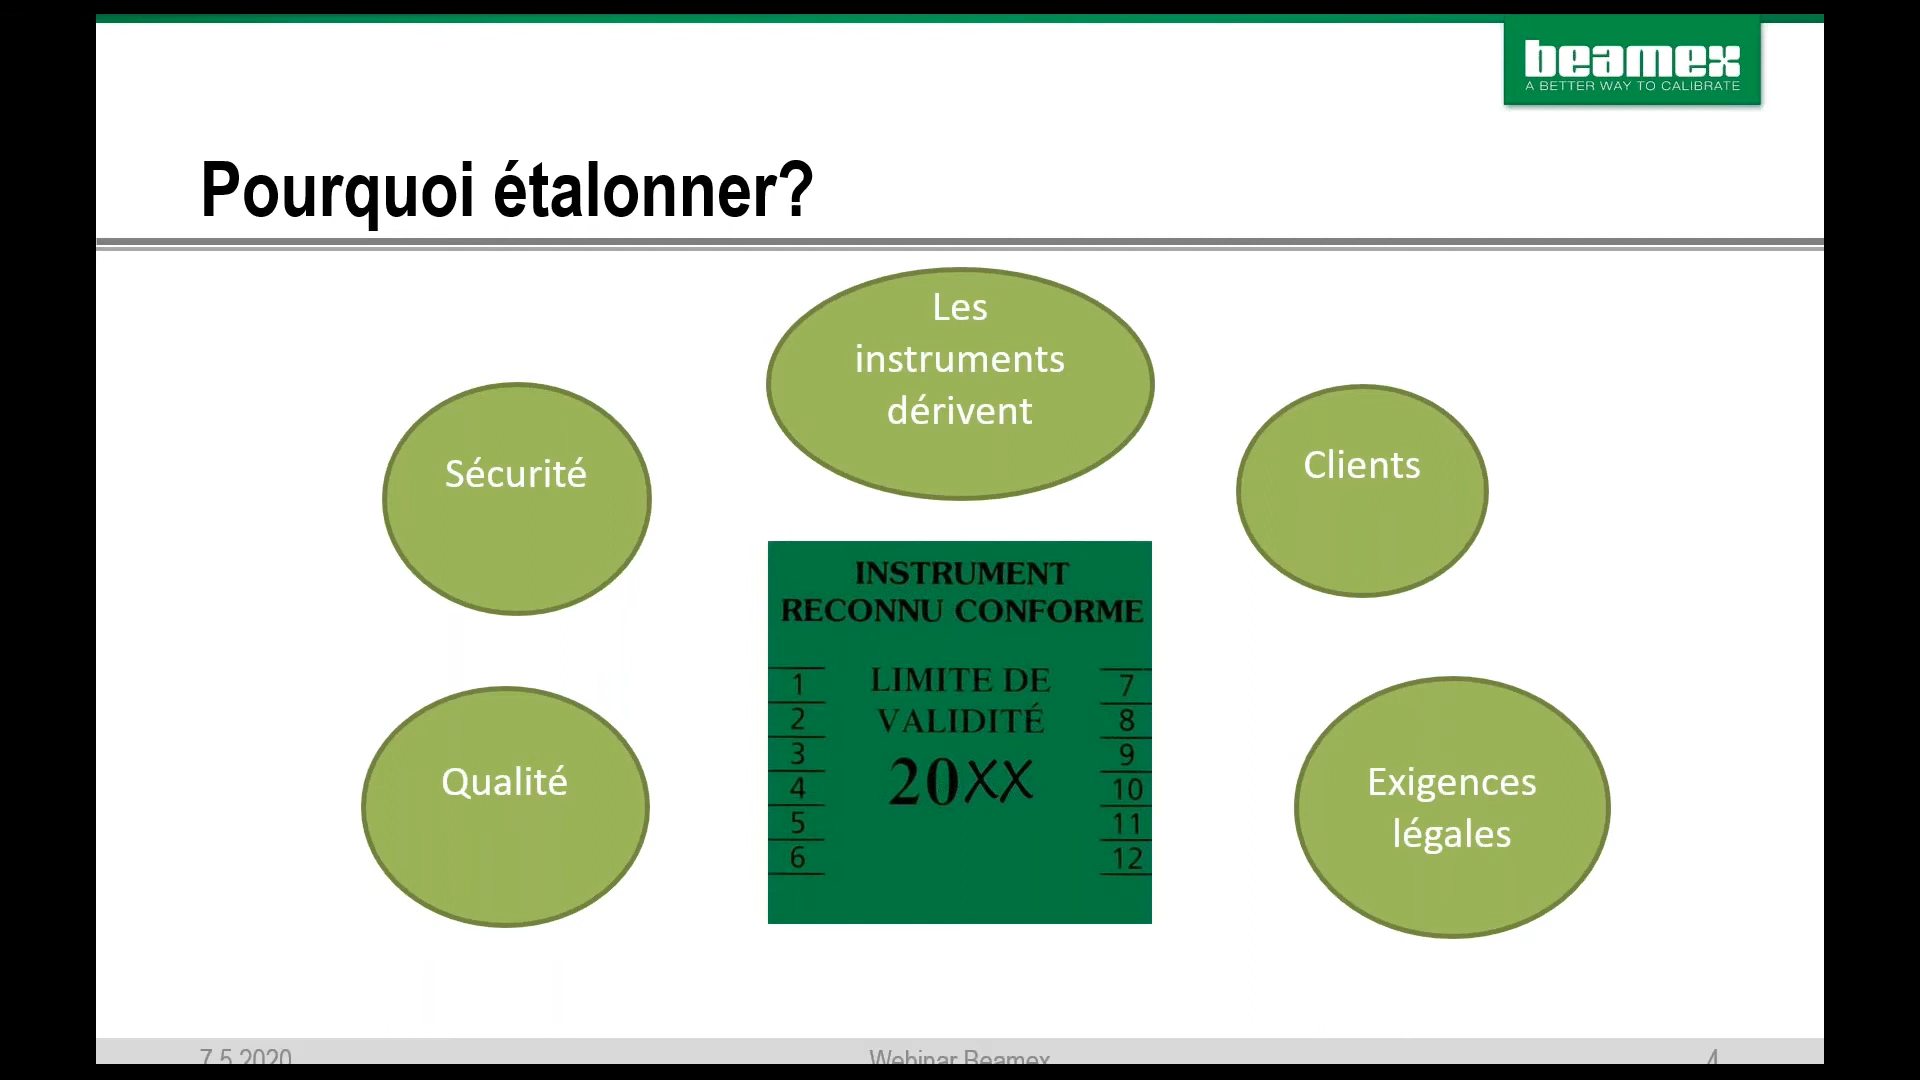 beamex
A BETTER WAY TO CALIBRATE
Pourquoi étalonner?
Les
instruments
dérivent
Sécurité
Clients
Qualité
Exigences
légales
INSTRUMENT
RECONNU CONFORME
LIMITE DE
VALIDITÉ
20XX
1
2
3
4
5
6
7
8
9
10
11
12
7.5.2020
Webinar Beamex
4